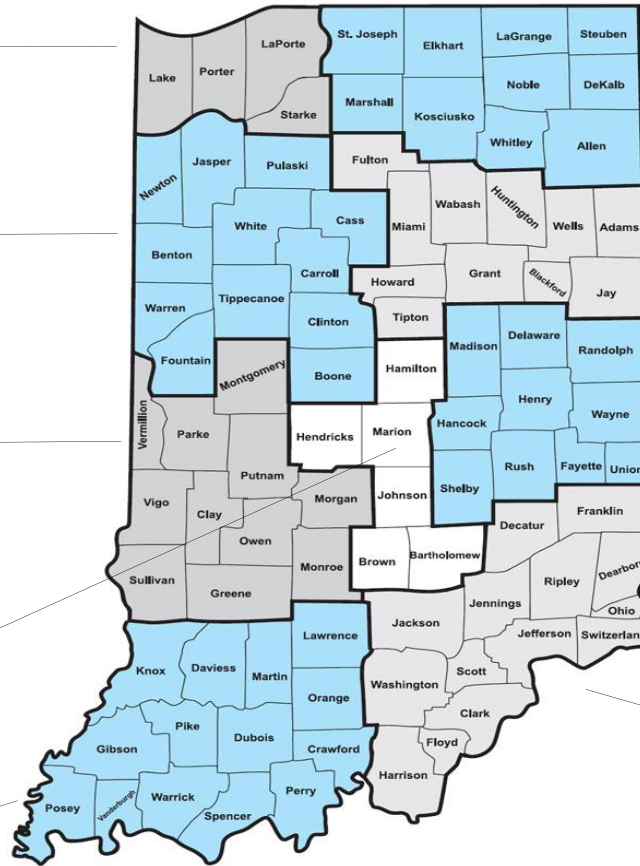 St. Joseph
Elkhart
LaGrange
Steuben
LaPorte
Lake
Porter
Noble
DeKalb
Marshall
Kosciusko
Starke
Whitley
Allen
Fulton
Jasper
Pulaski
Newton
Wabash
Huntington
White
Cass
Miami
Wells
Adams
Benton
Carroll
Howard
Grant
Blackford
Jay
Warren
Tippecanoe
Clinton
Tipton
Madison
Delaware
Randolph
Fountain
Montgomery
Boone
Hamilton
Henry
Wayne
Vermillion
Parke
Hendricks
Marion
Hancock
Putnam
Rush
Fayette
Union
Vigo
Clay
Morgan
Johnson
Shelby
Owen
Decatur
Franklin
Sullivan
Greene
Monroe
Brown
Bartholomew
Ripley
Dearborn
Jackson
Jennings
Ohio
Lawrence
Jefferson
Switzerlan
Knox
Daviess
Martin
Washington
Scott
Orange
Clark
Gibson
Pike
Dubois
Crawford
Floyd
Harrison
Posey
Vanderburgh
Warrick
Spencer
Perry